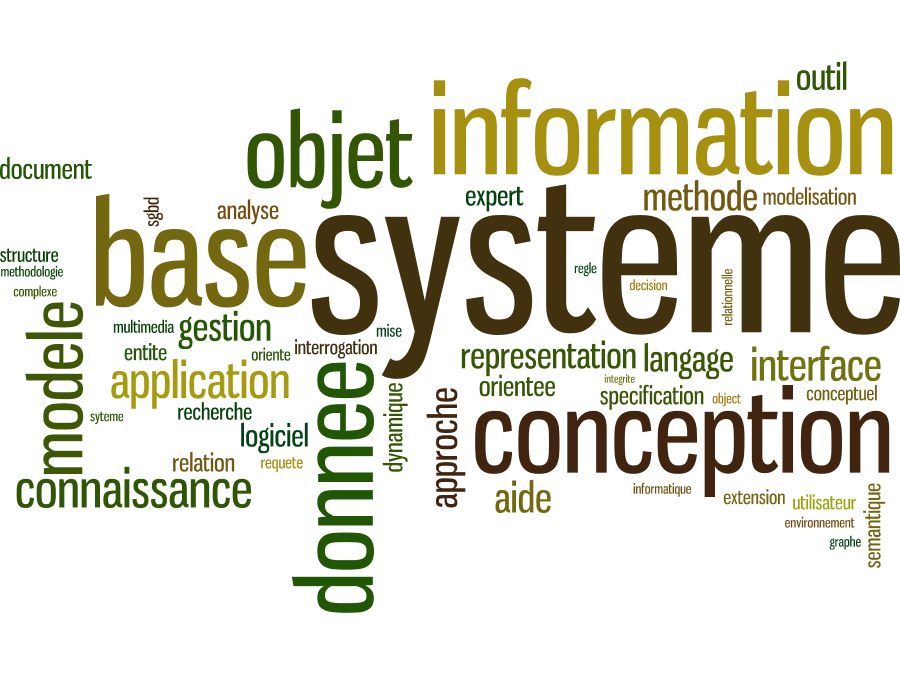 outil
information
objet
document
expert
methode
modelisation
sgbd
analyse
base
systeme
structure
methodologie
complexe
regle
decision
relationnelle
modele
multimedia
gestion
mise
entite
oriente
interrogation
representation
langage
interface
application
orientee
integrite
specification
object
conceptuel
syteme
recherche
donnee
dynamique
approche
conception
logiciel
relation
requete
connaissance
aide
informatique
extension
utilisateur
semantique
environnement
graphe